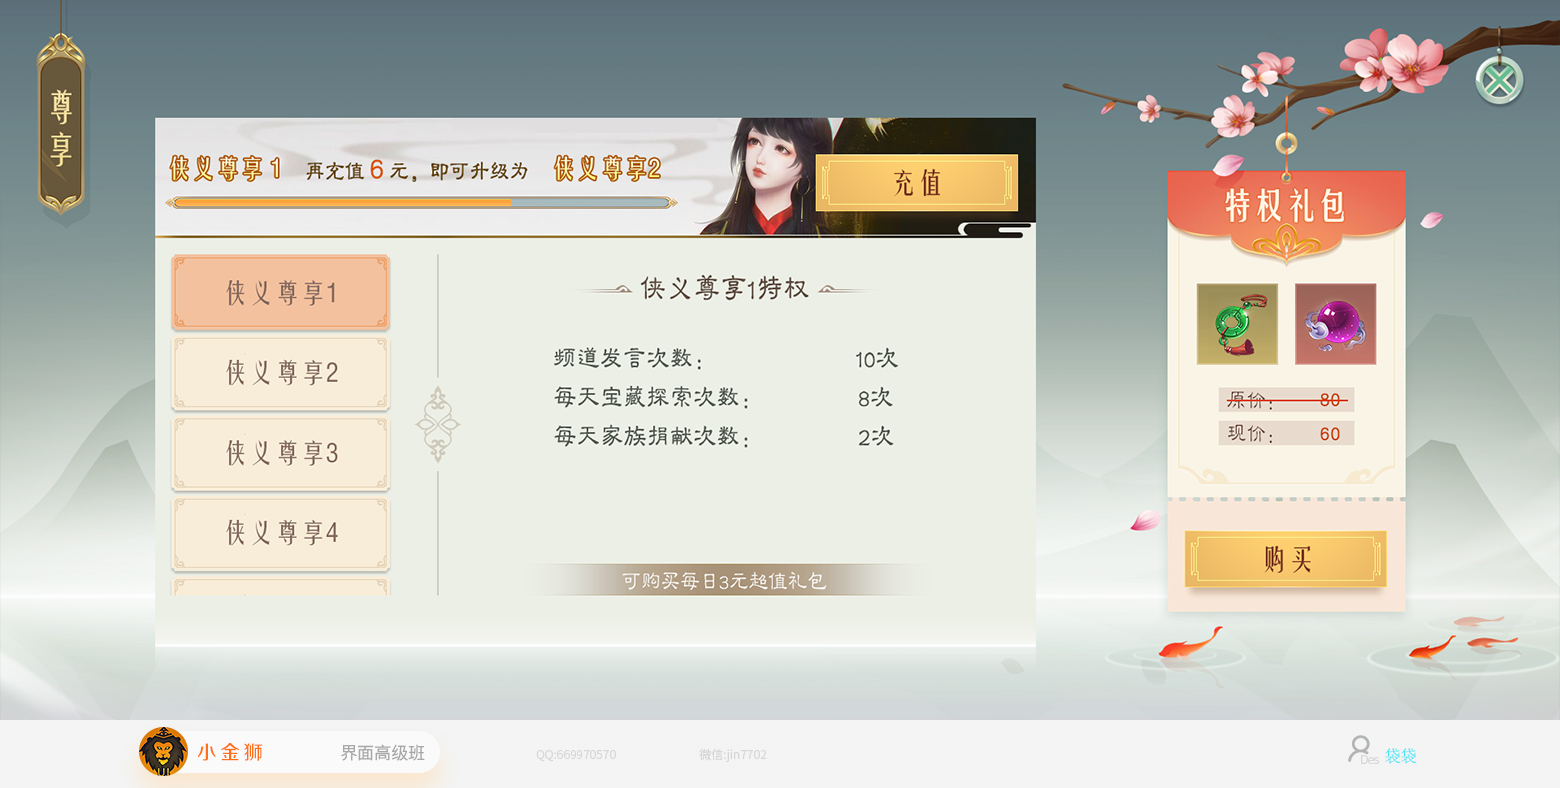 尊享
侠义尊享1 再充值6元，即可升级为 侠义尊享2
充值
侠义尊享1
侠义尊享2
侠义尊享3
侠义尊享4
侠义尊享1特权
频道发言次数： 10次
每天宝藏探索次数： 8次
每天家族捐献次数： 2次
可购买每日3元超值礼包
特权礼包
原价： 80
现价： 60
购买
小金狮 界面高级班 QQ:669970570 微信:jin7702 Des 袋袋
UI